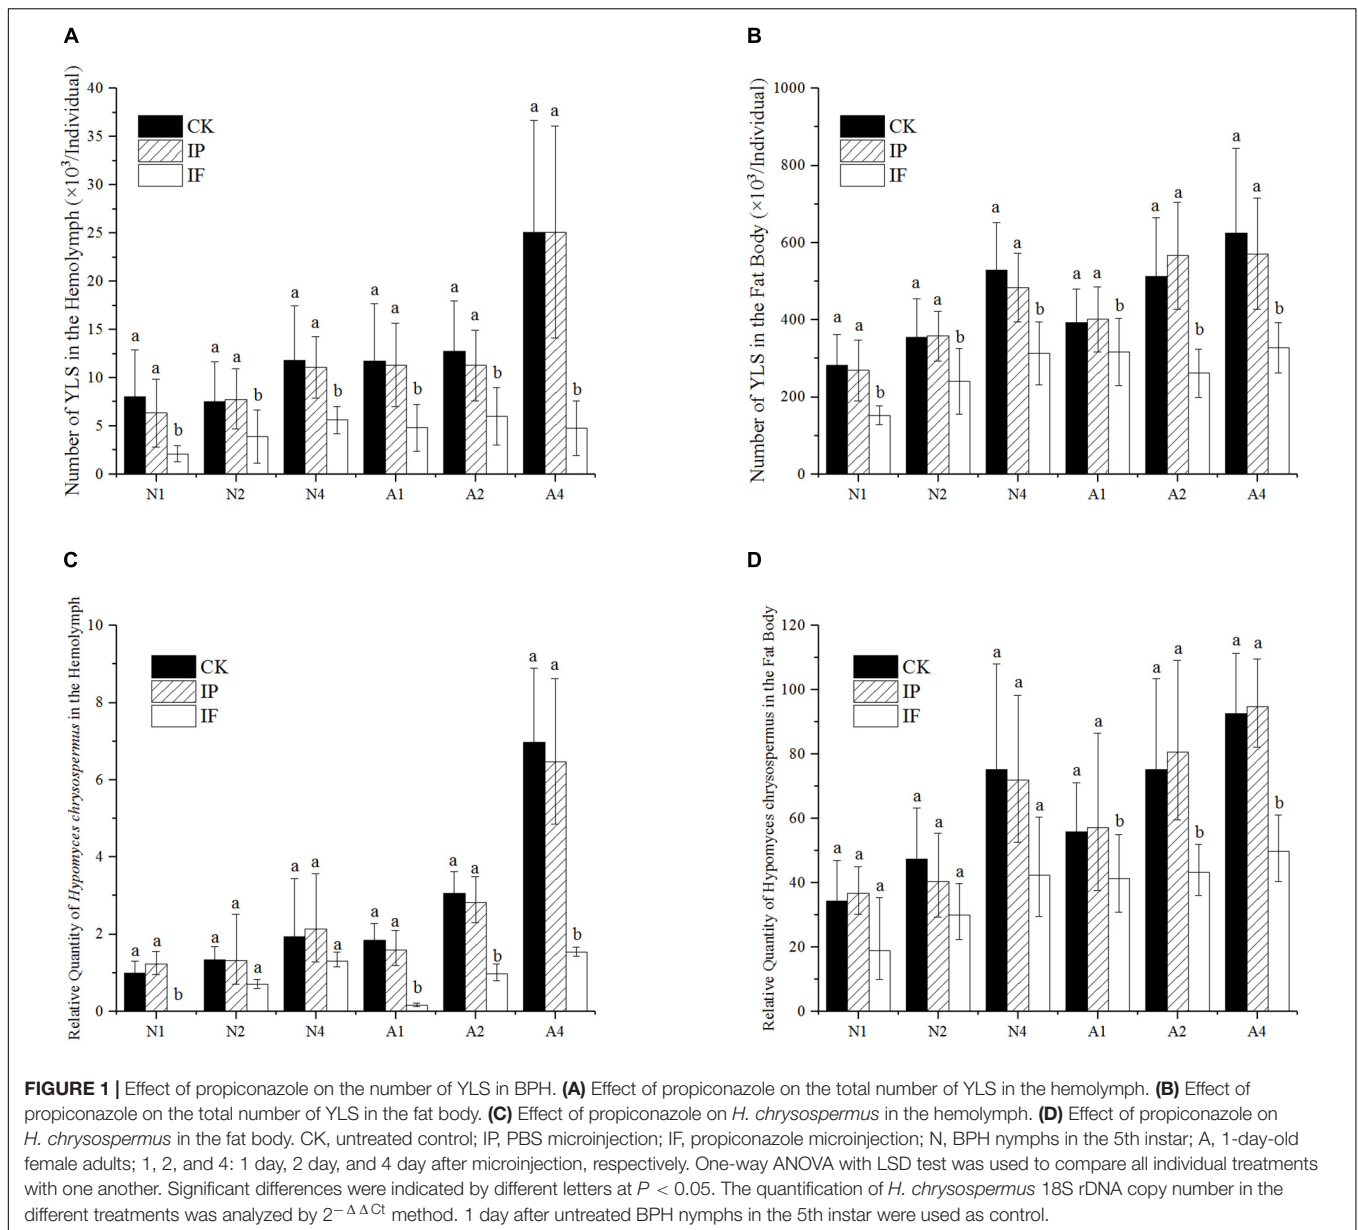 A
Number of YLS in the Hemolymph (×10³/Individual)
40
35
30
25
20
15
10
5
0
CK
IP
IF
a a b
a a b
a a b
a a b
a a b
a a b
N1 N2 N4 A1 A2 A4
B
Number of YLS in the Fat Body (×10³/Individual)
1000
800
600
400
200
0
CK
IP
IF
a a b
a a b
a a b
a a b
a a b
a a b
N1 N2 N4 A1 A2 A4
C
Relative Quantity of Hypomyces chrysospermus in the Hemolymph
10
8
6
4
2
0
CK
IP
IF
a a b
a a a
a a a
a a b
a a b
a a b
N1 N2 N4 A1 A2 A4
D
Relative Quantity of Hypomyces chrysospermus in the Fat Body
120
100
80
60
40
20
0
CK
IP
IF
a a a
a a a
a a a
a a b
a a b
a a b
N1 N2 N4 A1 A2 A4
FIGURE 1 | Effect of propiconazole on the number of YLS in BPH. (A) Effect of propiconazole on the total number of YLS in the hemolymph. (B) Effect of
propiconazole on the total number of YLS in the fat body. (C) Effect of propiconazole on H. chrysospermus in the hemolymph. (D) Effect of propiconazole on
H. chrysospermus in the fat body. CK, untreated control; IP, PBS microinjection; IF, propiconazole microinjection; N, BPH nymphs in the 5th instar; A, 1-day-old
female adults; 1, 2, and 4: 1 day, 2 day, and 4 day after microinjection, respectively. One-way ANOVA with LSD test was used to compare all individual treatments
with one another. Significant differences were indicated by different letters at P < 0.05. The quantification of H. chrysospermus 18S rDNA copy number in the
different treatments was analyzed by 2⁻ΔΔCt method. 1 day after untreated BPH nymphs in the 5th instar were used as control.